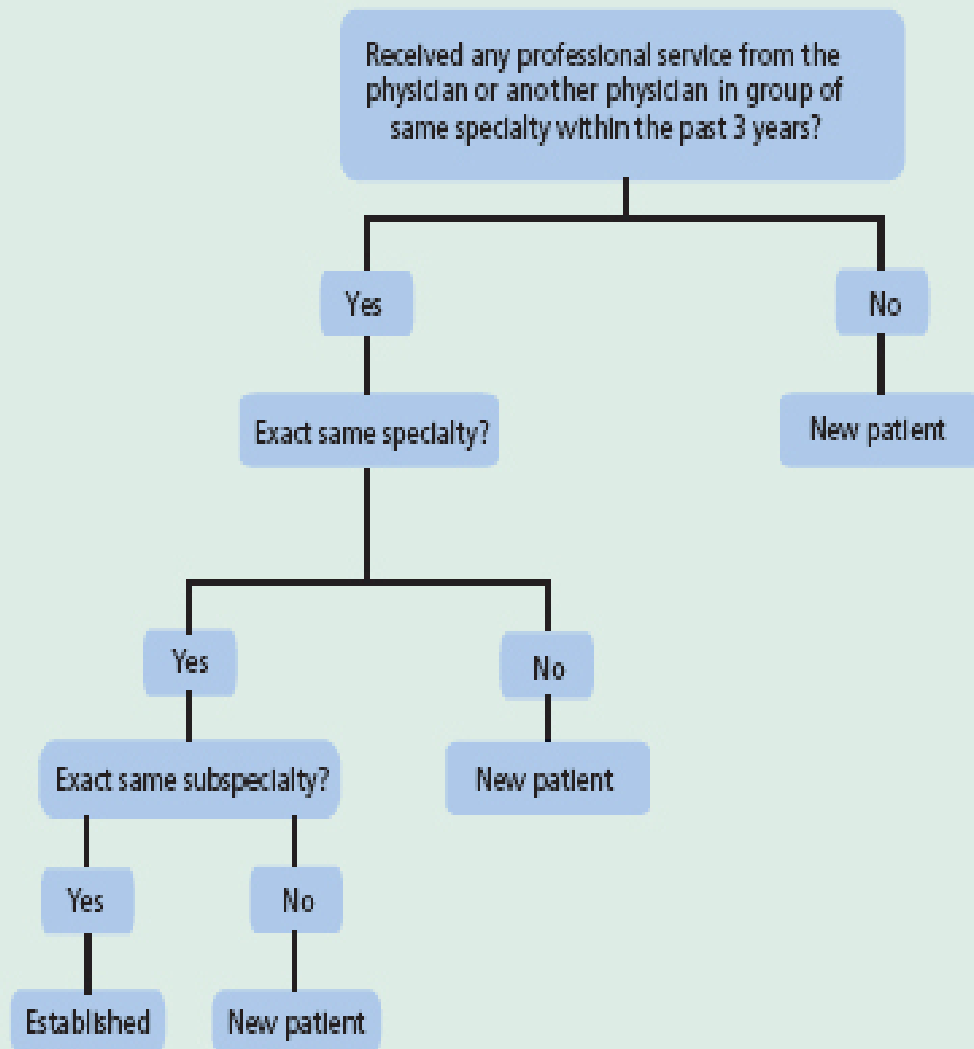 Received any professional service from the
physician or another physician in group of
same specialty within the past 3 years?
Yes
No
Exact same specialty?
New patient
Yes
No
Exact same subspecialty?
New patient
Yes
No
Established
New patient